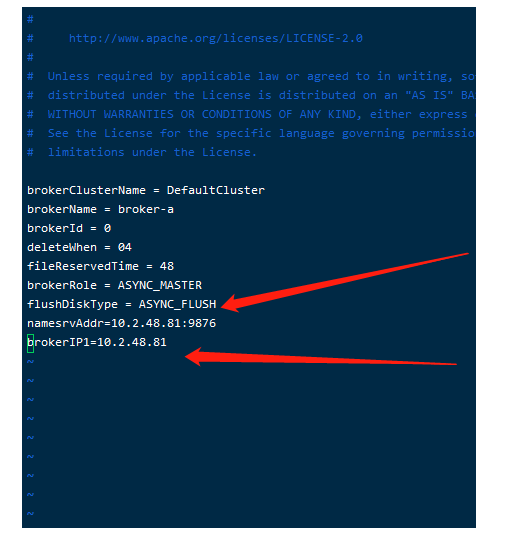 #
#     http://www.apache.org/licenses/LICENSE-2.0
#
#  Unless required by applicable law or agreed to in writing, so
#  distributed under the License is distributed on an "AS IS" BA
#  WITHOUT WARRANTIES OR CONDITIONS OF ANY KIND, either express
#  See the License for the specific language governing permissio
#  limitations under the License.
brokerClusterName = DefaultCluster
brokerName = broker-a
brokerId = 0
deleteWhen = 04
fileReservedTime = 48
brokerRole = ASYNC_MASTER
flushDiskType = ASYNC_FLUSH
namesrvAddr=10.2.48.81:9876
brokerIP1=10.2.48.81
~
~
~
~
~
~
~
~
~